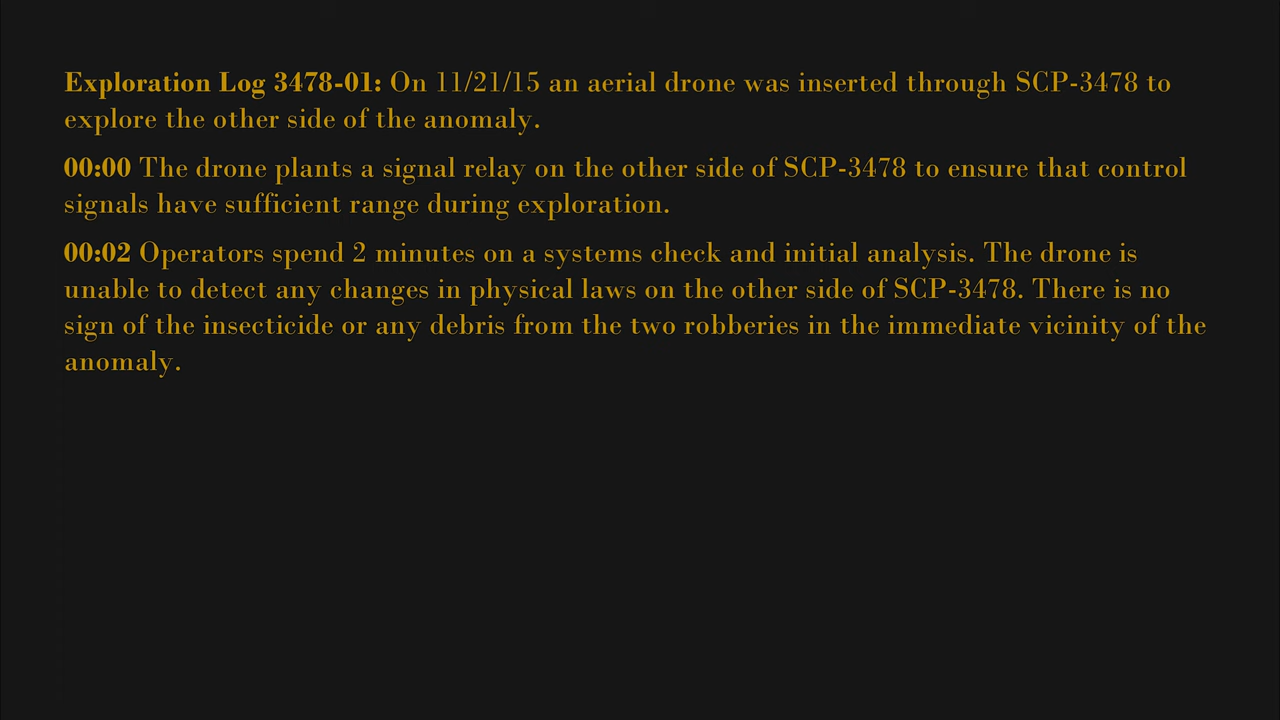 Exploration Log 3478-01: On 11/21/15 an aerial drone was inserted through SCP-3478 to
explore the other side of the anomaly.
00:00 The drone plants a signal relay on the other side of SCP-3478 to ensure that control
signals have sufficient range during exploration.
00:02 Operators spend 2 minutes on a systems check and initial analysis. The drone is
unable to detect any changes in physical laws on the other side of SCP-3478. There is no
sign of the insecticide or any debris from the two robberies in the immediate vicinity of the
anomaly.